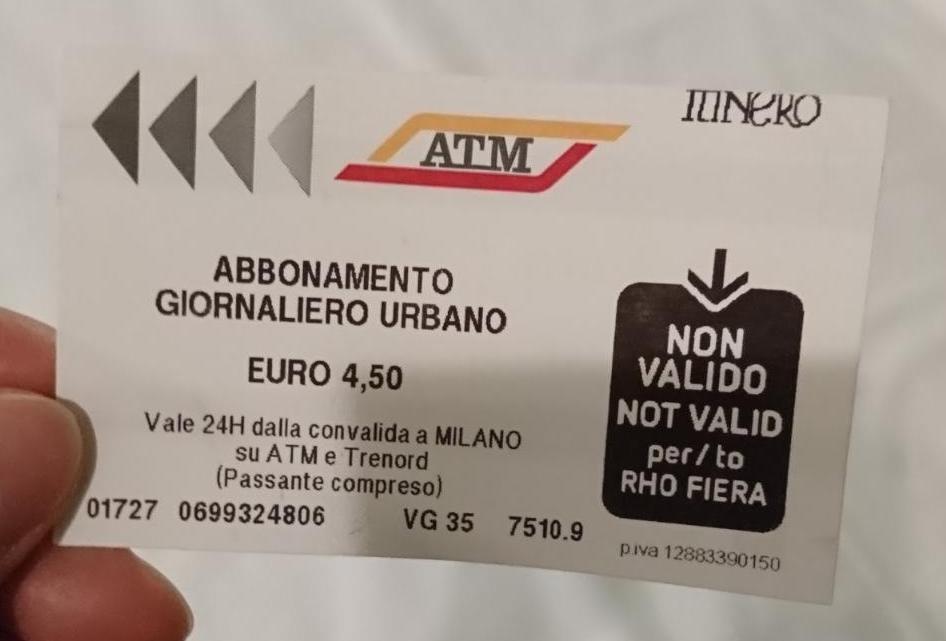 ATM
ITINERO
ABBONAMENTO
GIORNALIERO URBANO
EURO 4,50
Vale 24H dalla convalida a MILANO
su ATM e Trenord
(Passante compreso)
01727 0699324806 VG 35 7510.9
NON
VALIDO
NOT VALID
per/to
RHO FIERA
p.iva 12883390150